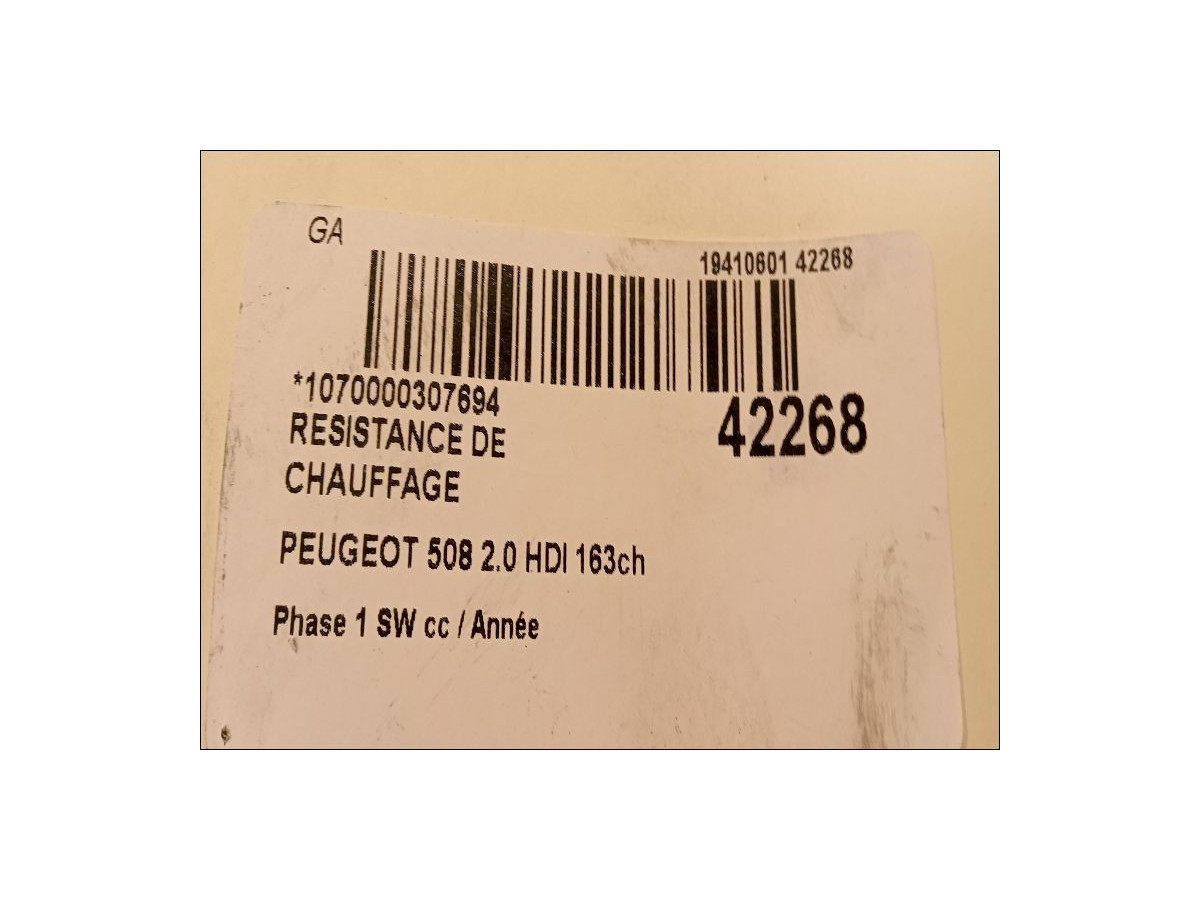 GA
19410601 42268
*1070000307694
42268
RESISTANCE DE
CHAUFFAGE
PEUGEOT 508 2.0 HDI 163ch
Phase 1 SW cc / Année